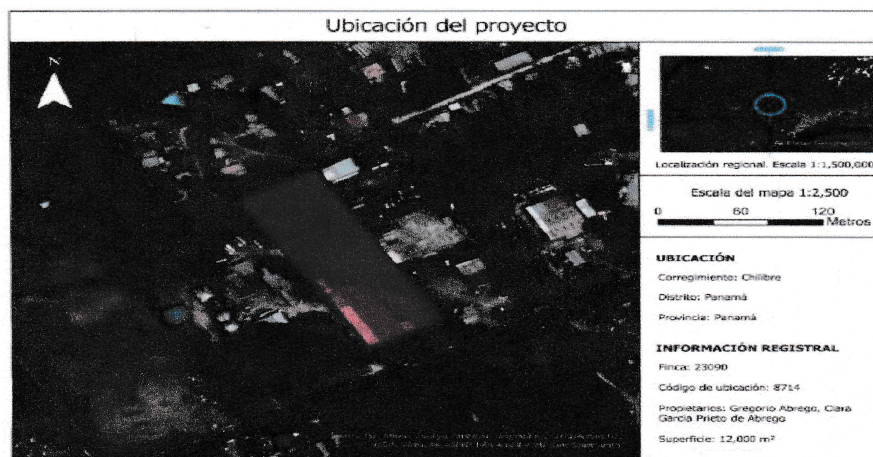 Ubicación del proyecto
N
Localización regional. Escala 1:1,500,000
Escala del mapa 1:2,500
0 60 120
Metros
UBICACIÓN
Corregimiento: Chilibre
Distrito: Panamá
Provincia: Panamá
INFORMACIÓN REGISTRAL
Finca: 23090
Código de ubicación: 8714
Propietarios: Gregorio Abrego, Clara
García Prieto de Abrego
Superficie: 12,000 m²